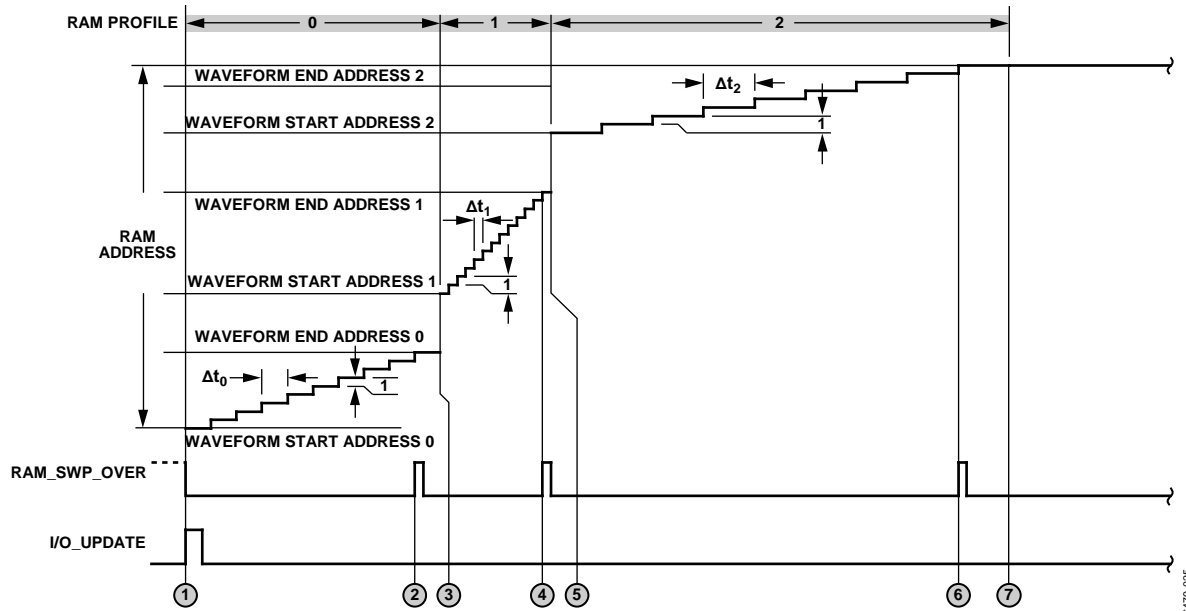 RAM PROFILE 0 1 2
WAVEFORM END ADDRESS 2
Δt2
WAVEFORM START ADDRESS 2
1
WAVEFORM END ADDRESS 1
Δt1
RAM
ADDRESS
WAVEFORM START ADDRESS 1
1
WAVEFORM END ADDRESS 0
Δt0
1
WAVEFORM START ADDRESS 0
RAM_SWP_OVER
I/O_UPDATE
1 2 3 4 5 6 7